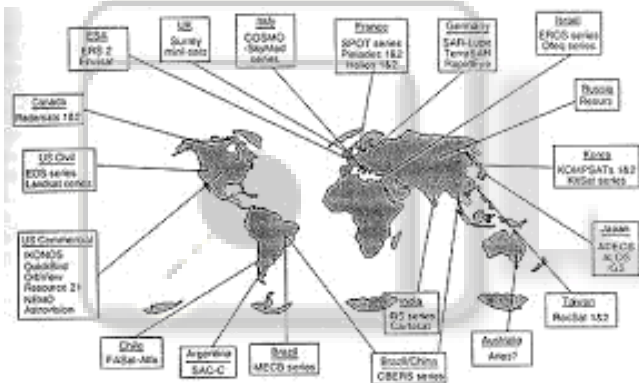 ESA
ERS 2
Envisat
UK
Surrey
mini-sats
Italy
COSMO
-SkyMed
series
France
SPOT series
Pleiades 1&2
Helios 1&2
Germany
SAR-Lupe
TerraSAR
RapidEye
Israel
EROS series
Ofeq series
Russia
Resurs
Canada
Radarsats 1&2
US Civil
EOS series
Landsat series
Korea
KOMPSATs 1&2
KitSat series
US Commercial
IKONOS
QuickBird
OrbView
Resource 21
NEMO
Astrovision
Japan
ADEOS
ALOS
Taiwan
RocSat 1&2
India
IRS series
Cartosat
Australia
Aries?
Chile
FASat-Alfa
Argentina
SAC-C
Brazil
MECB series
Brazil/China
CBERS series